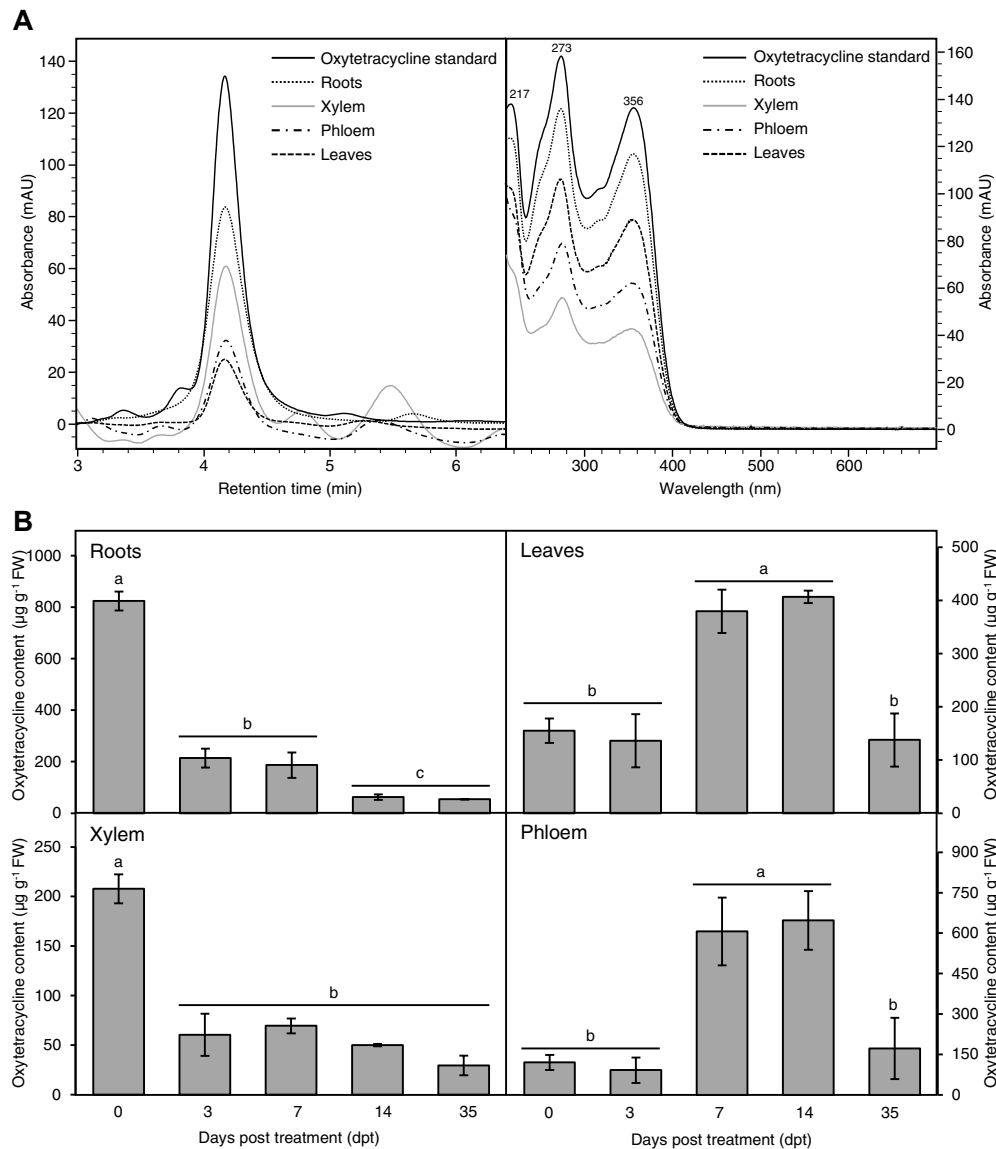 A
Oxytetracycline standard
Roots
Xylem
Phloem
Leaves
Absorbance (mAU)
140
120
100
80
60
40
20
0
3 4 5 6
Retention time (min)
217
273
356
Oxytetracycline standard
Roots
Xylem
Phloem
Leaves
160
140
120
100
80
60
40
20
0
Absorbance (mAU)
300 400 500 600
Wavelength (nm)
B
Roots
Oxytetracycline content (µg g⁻¹ FW)
1000
800
600
400
200
0
a
b
c
Leaves
500
400
300
200
100
0
Oxytetracycline content (µg g⁻¹ FW)
b
a
b
Xylem
Oxytetracycline content (µg g⁻¹ FW)
250
200
150
100
50
0
a
b
0 3 7 14 35
Days post treatment (dpt)
Phloem
900
750
600
450
300
150
0
Oxytetracycline content (µg g⁻¹ FW)
b
a
b
0 3 7 14 35
Days post treatment (dpt)